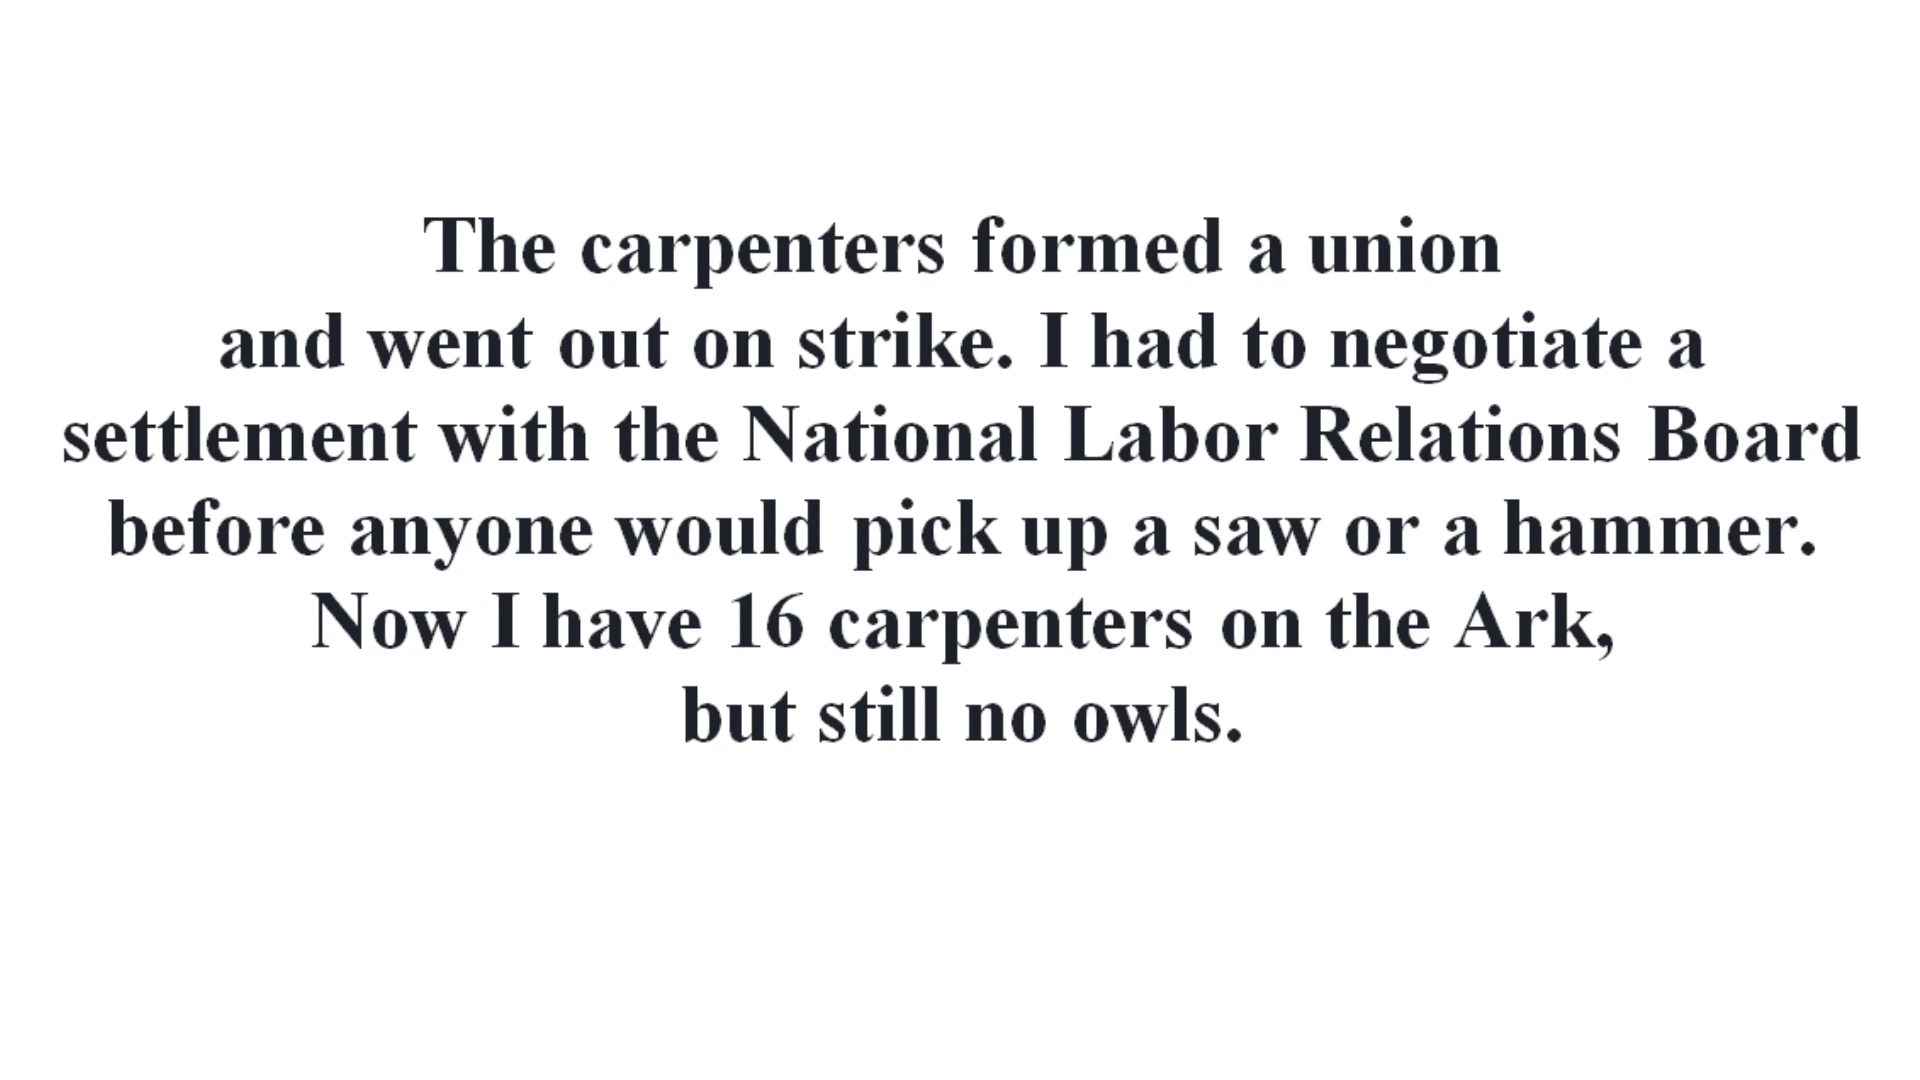 The carpenters formed a union
and went out on strike. I had to negotiate a
settlement with the National Labor Relations Board
before anyone would pick up a saw or a hammer.
Now I have 16 carpenters on the Ark,
but still no owls.